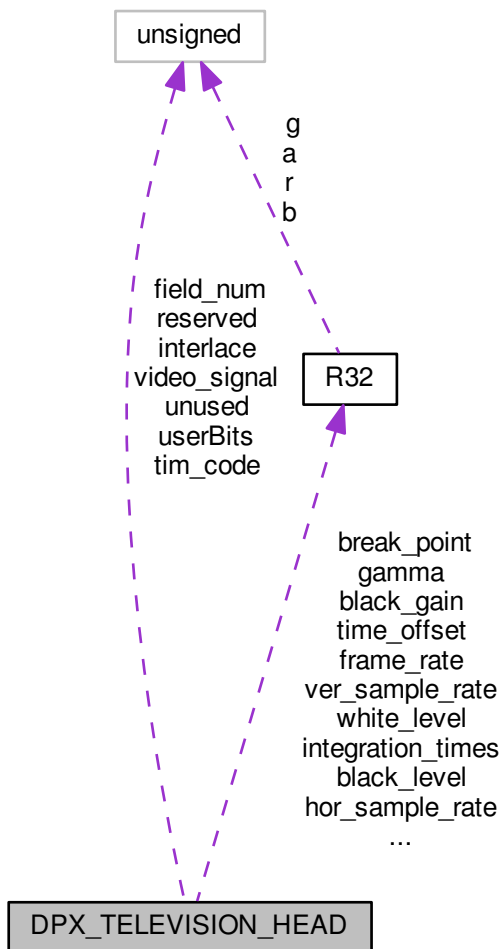 unsigned
g
a
r
b
field_num
reserved
interlace
video_signal
unused
userBits
tim_code
R32
break_point
gamma
black_gain
time_offset
frame_rate
ver_sample_rate
white_level
integration_times
black_level
hor_sample_rate
...
DPX_TELEVISION_HEAD